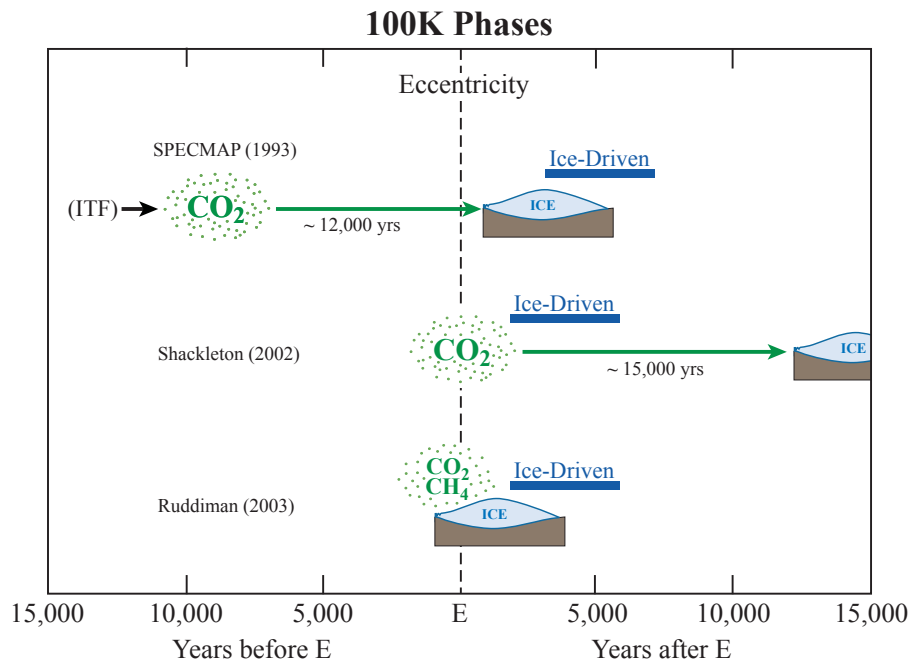 100K Phases
Eccentricity
SPECMAP (1993)
Ice-Driven
(ITF)
CO₂
ICE
~ 12,000 yrs
Ice-Driven
Shackleton (2002)
CO₂
ICE
~ 15,000 yrs
CO₂
CH₄
Ice-Driven
Ruddiman (2003)
ICE
15,000 10,000 5,000 E 5,000 10,000 15,000
Years before E Years after E